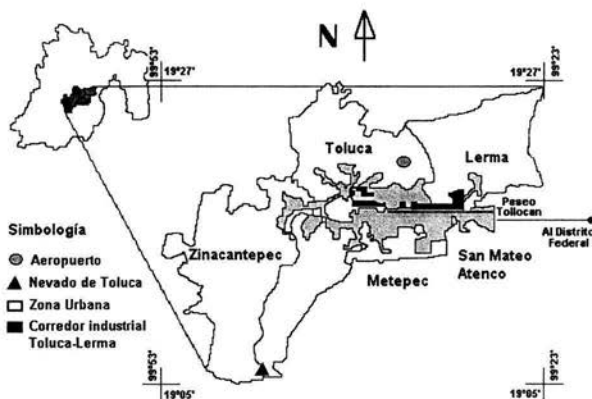 N
99°53'
19°27'
19°27'
99°23'
Toluca
Lerma
Peseo
Tollocan
Al Distrito
Federal
Simbología
Aeropuerto
Nevado de Toluca
Zona Urbana
Corredor industrial
Toluca-Lerma
Zinacantepec
San Mateo
Atenco
Metepec
99°53'
19°05'
99°23'
19°05'